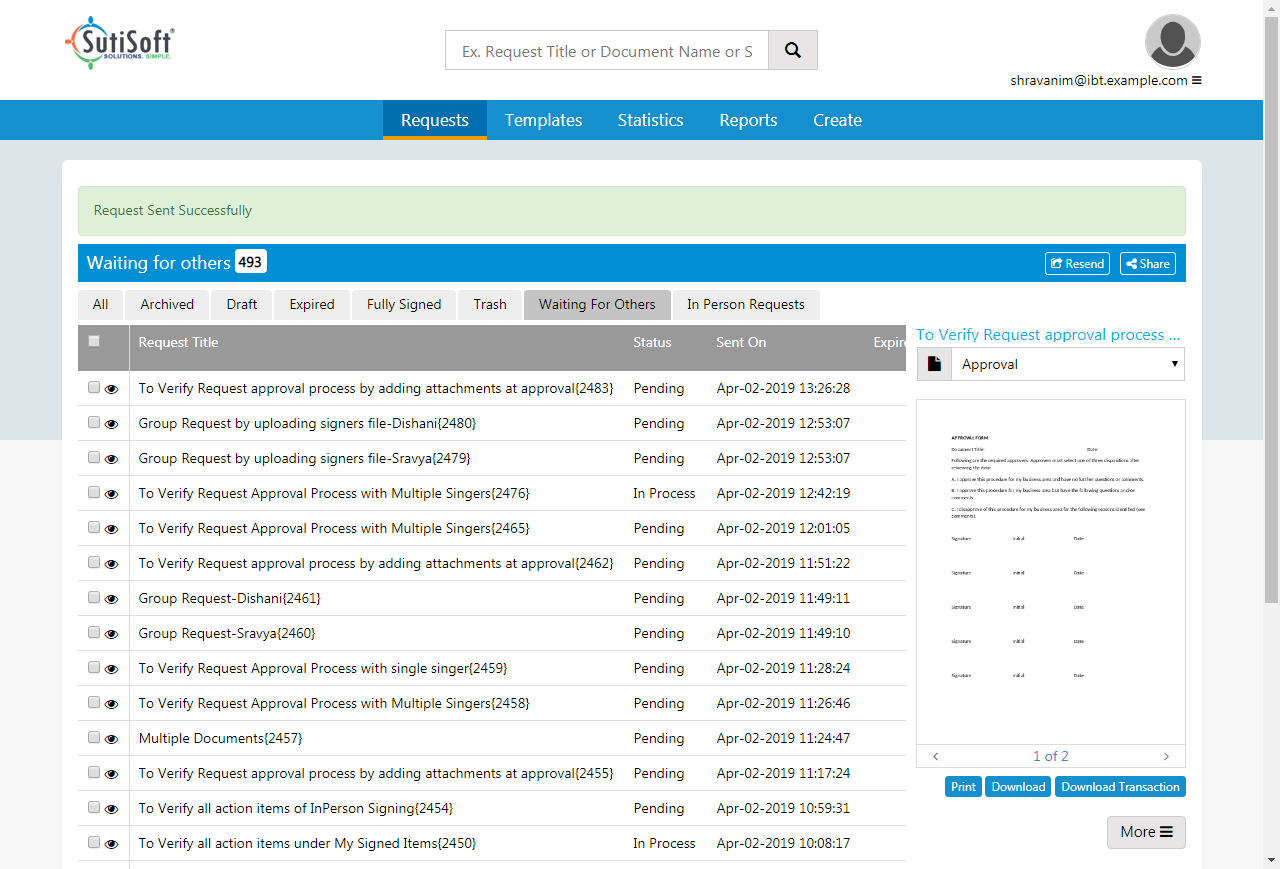 SutiSoft®
SOLUTIONS. SIMPLE.
Ex. Request Title or Document Name or S
shravanim@ibt.example.com
Requests Templates Statistics Reports Create
Request Sent Successfully
Waiting for others 493 Resend Share
All Archived Draft Expired Fully Signed Trash Waiting For Others In Person Requests
Request Title Status Sent On Expire
To Verify Request approval process by adding attachments at approval{2483} Pending Apr-02-2019 13:26:28
Group Request by uploading signers file-Dishani{2480} Pending Apr-02-2019 12:53:07
Group Request by uploading signers file-Sravya{2479} Pending Apr-02-2019 12:53:07
To Verify Request Approval Process with Multiple Singers{2476} In Process Apr-02-2019 12:42:19
To Verify Request Approval Process with Multiple Singers{2465} Pending Apr-02-2019 12:01:05
To Verify Request approval process by adding attachments at approval{2462} Pending Apr-02-2019 11:51:22
Group Request-Dishani{2461} Pending Apr-02-2019 11:49:11
Group Request-Sravya{2460} Pending Apr-02-2019 11:49:10
To Verify Request Approval Process with single singer{2459} Pending Apr-02-2019 11:28:24
To Verify Request Approval Process with Multiple Singers{2458} Pending Apr-02-2019 11:26:46
Multiple Documents{2457} Pending Apr-02-2019 11:24:47
To Verify Request approval process by adding attachments at approval{2455} Pending Apr-02-2019 11:17:24
To Verify all action items of InPerson Signing{2454} Pending Apr-02-2019 10:59:31
To Verify all action items under My Signed Items{2450} In Process Apr-02-2019 10:08:17
To Verify Request approval process ...
Approval
APPROVAL FORM
Document Title: Date:
Following are the required approvers. Approvers must select one of three dispositions after
reviewing the item:
A. I approve this procedure for my business area and have no further questions or comments.
B. I approve this procedure for my business area but have the following questions and/or
comments.
C. I disapprove of this procedure for my business area for the following reasons identified (see
comments).
Signature Initial Date
Signature Initial Date
Signature Initial Date
Signature Initial Date
Signature Initial Date
1 of 2
Print Download Download Transaction
More